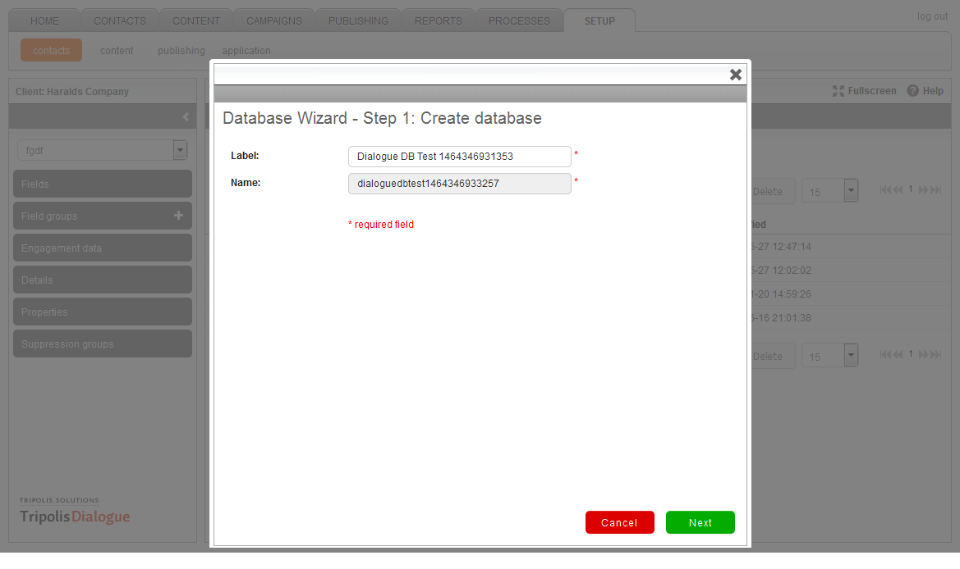 HOME CONTACTS CONTENT CAMPAIGNS PUBLISHING REPORTS PROCESSES SETUP log out
contacts content publishing application
Client: Haralds Company Fullscreen Help
Database Wizard - Step 1: Create database
fgdf
Label: Dialogue DB Test 1464346931353 *
Name: dialoguedbtest1464346933257 *
Fields Delete 15 1
Field groups
* required field ied
Engagement data 5-27 12:47:14
5-27 12:02:02
Details
-20 14:59:26
Properties
-16 21:01:38
Suppression groups
Delete 15 1
TRIPOLIS SOLUTIONS
TripolisDialogue
Cancel Next